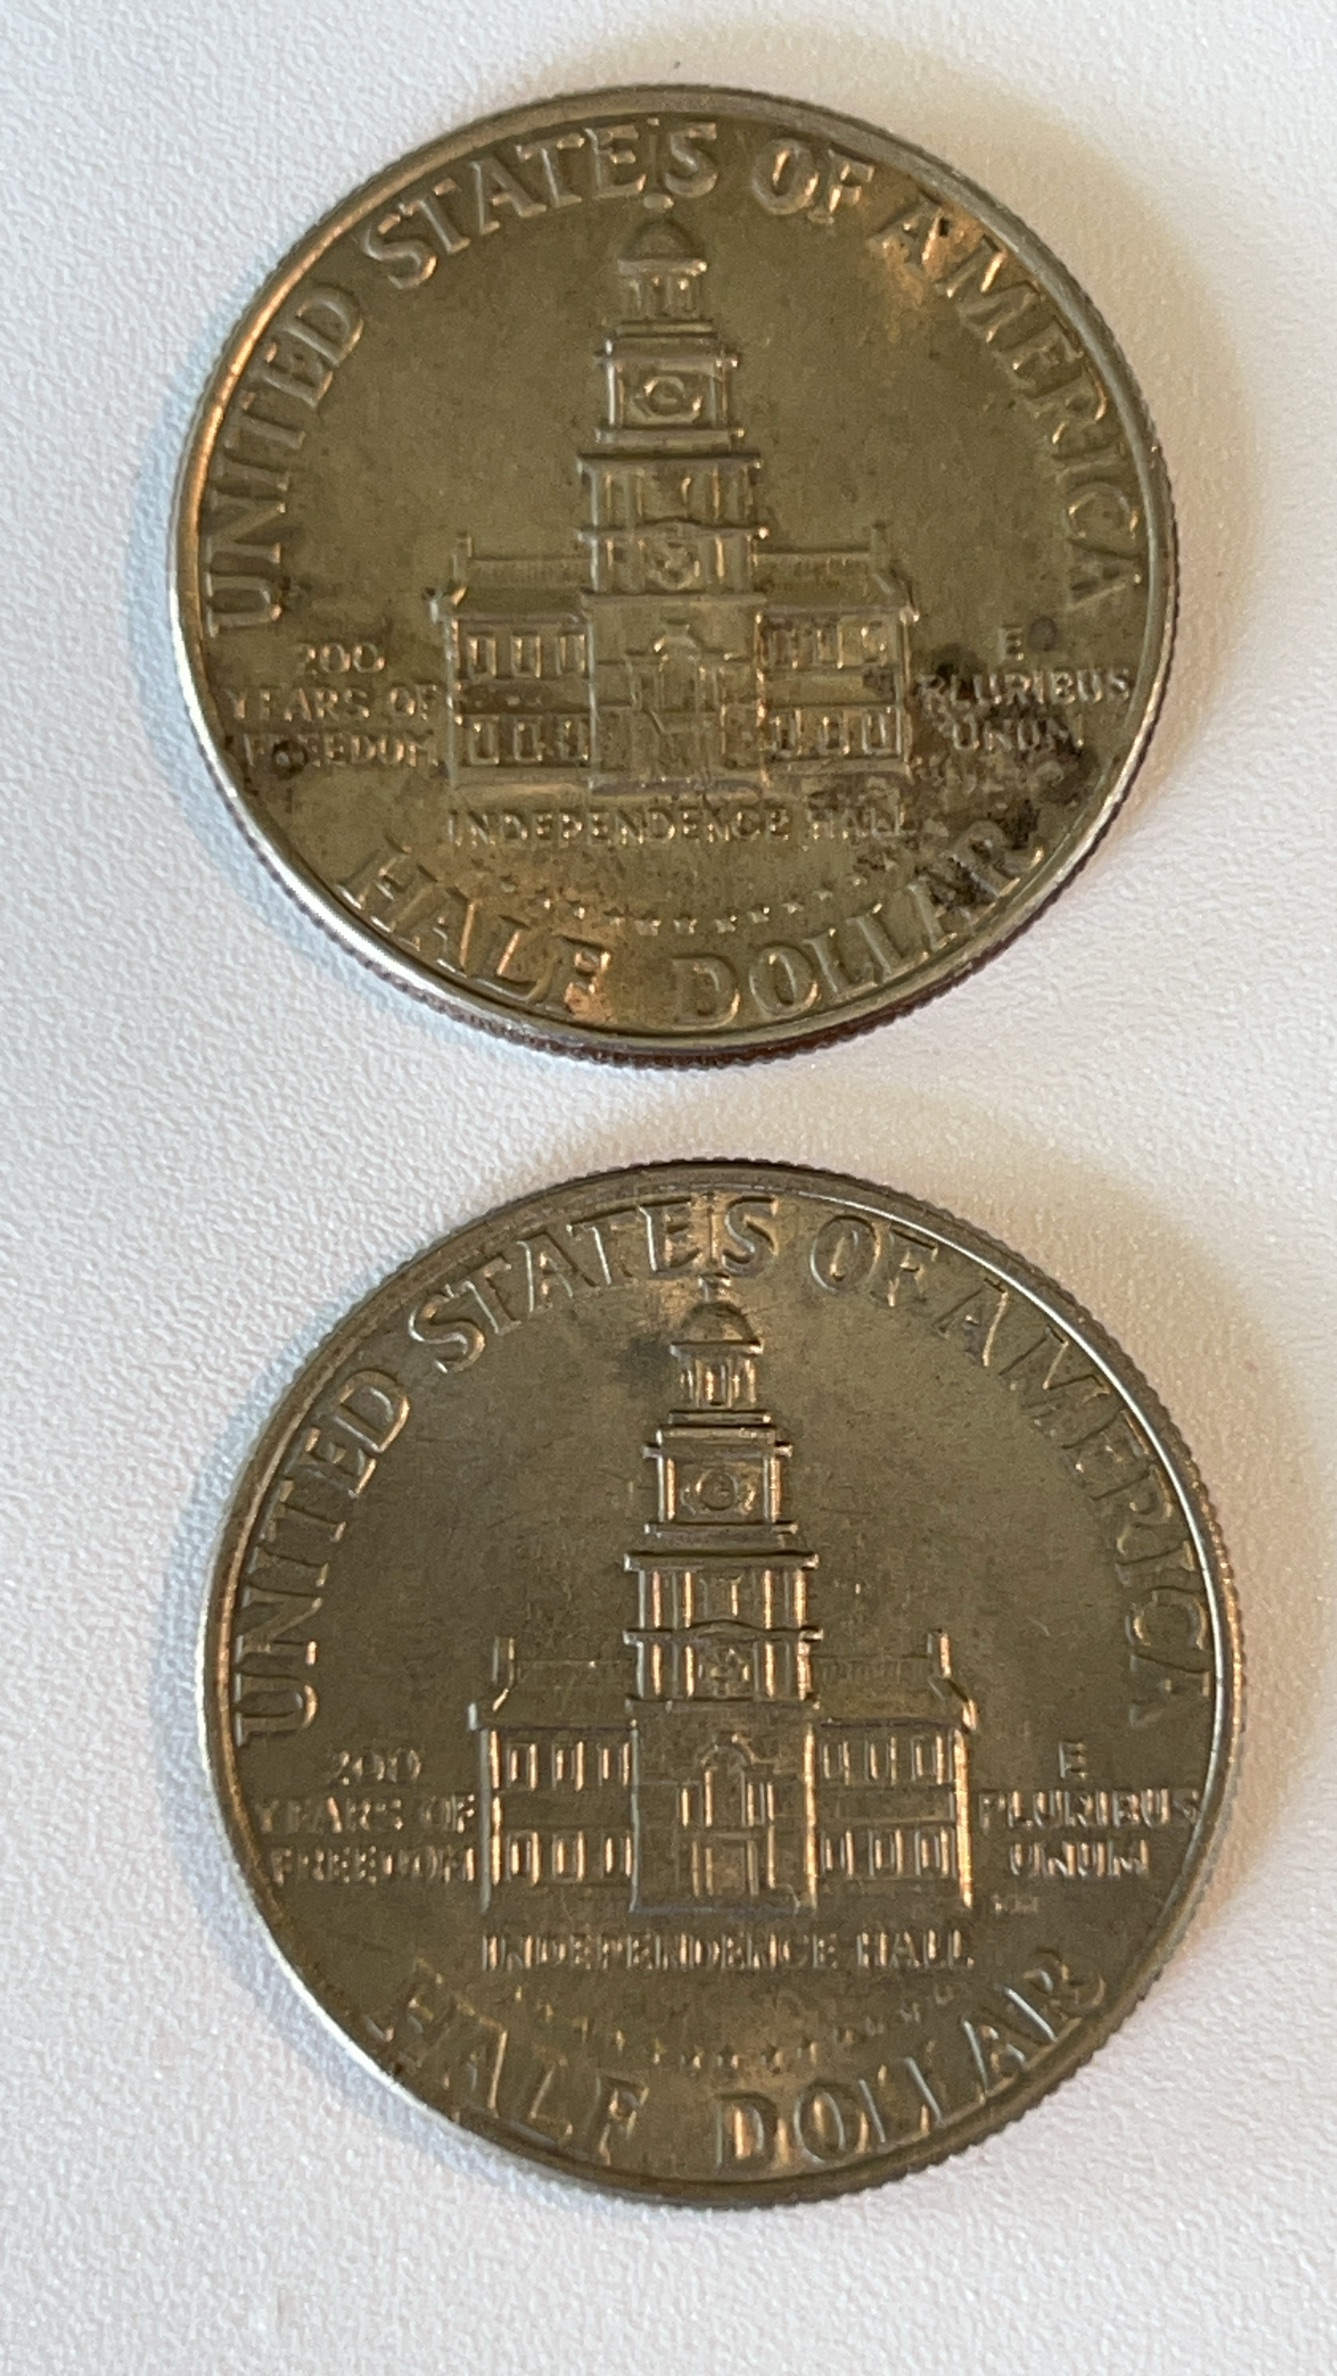 UNITED STATES OF AMERICA
200
YEARS OF
FREEDOM
E
PLURIBUS
UNUM
INDEPENDENCE HALL
HALF DOLLAR
UNITED STATES OF AMERICA
200
YEARS OF
FREEDOM
E
PLURIBUS
UNUM
INDEPENDENCE HALL
HALF DOLLAR